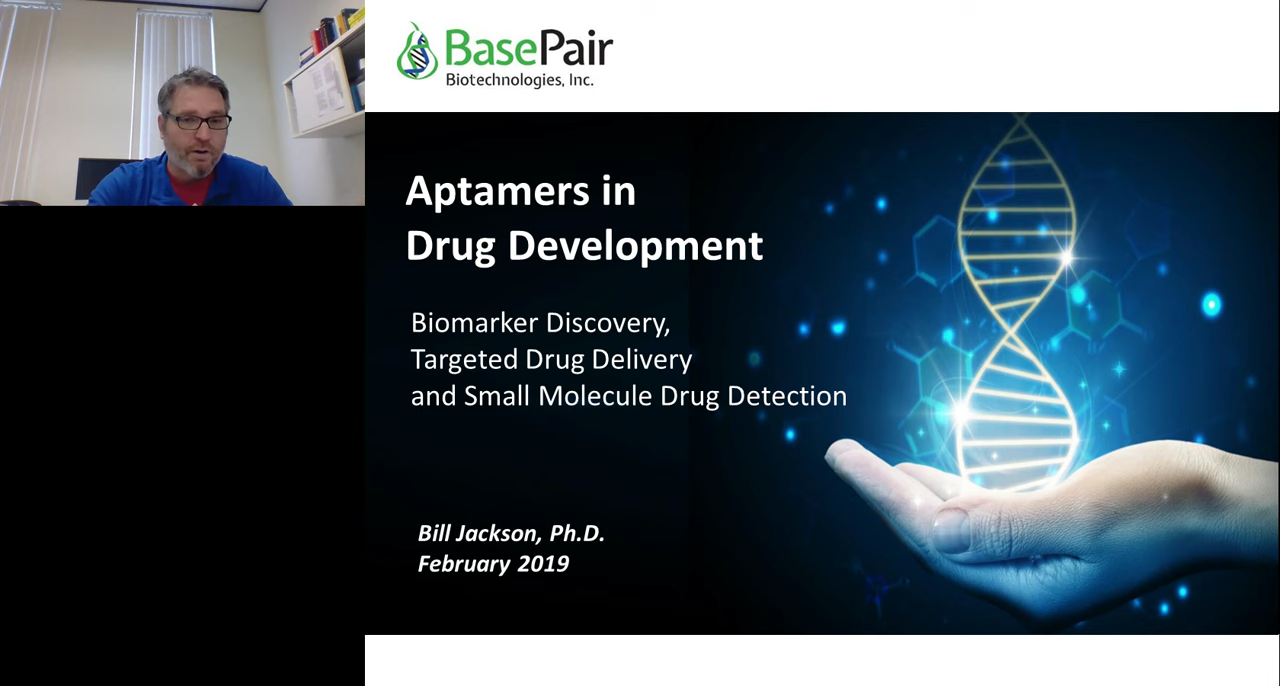 BasePair
Biotechnologies, Inc.
Aptamers in
Drug Development
Biomarker Discovery,
Targeted Drug Delivery
and Small Molecule Drug Detection
Bill Jackson, Ph.D.
February 2019